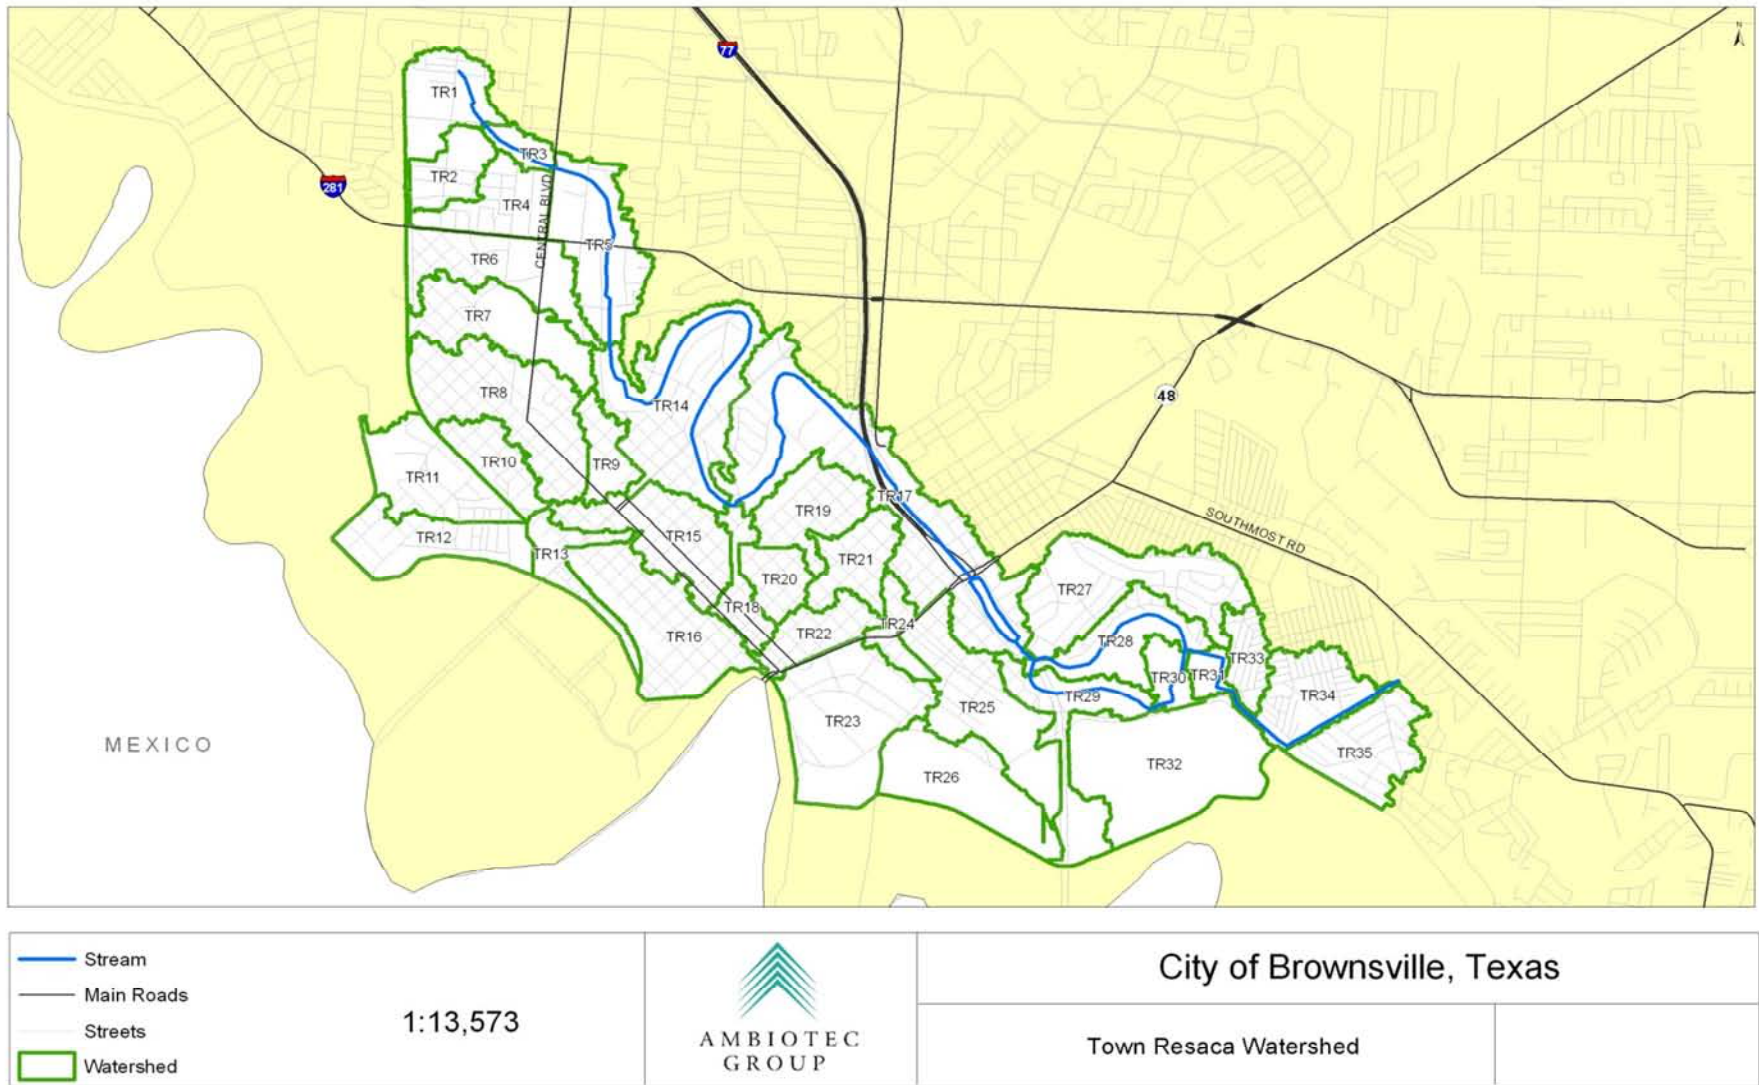 N
77
TR1
TR3
281
TR2
TR4
CENTRAL BLVD
TR5
TR6
TR7
TR8
TR14
48
TR9
TR10
TR11
TR17
TR19
SOUTHMOST RD
TR12
TR13
TR15
TR21
TR20
TR27
TR18
TR16
TR22
TR24
TR28
TR33
TR30
TR31
TR29
TR34
TR25
TR23
MEXICO
TR35
TR32
TR26
Stream
Main Roads
Streets
Watershed
1:13,573
AMBIOTEC
GROUP
City of Brownsville, Texas
Town Resaca Watershed